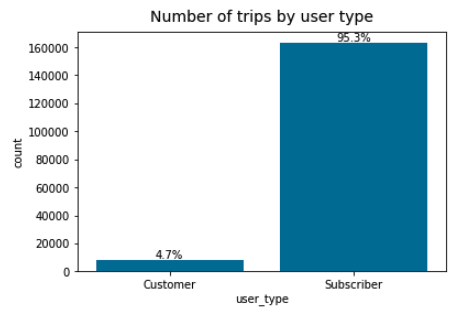 Number of trips by user type
160000
140000
120000
100000
80000
60000
40000
20000
0
count
95.3%
4.7%
Customer
Subscriber
user_type